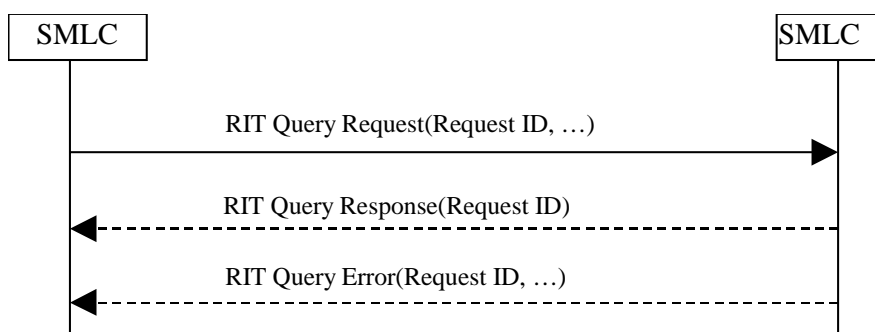 SMLC
SMLC
RIT Query Request(Request ID, …)
RIT Query Response(Request ID)
RIT Query Error(Request ID, …)